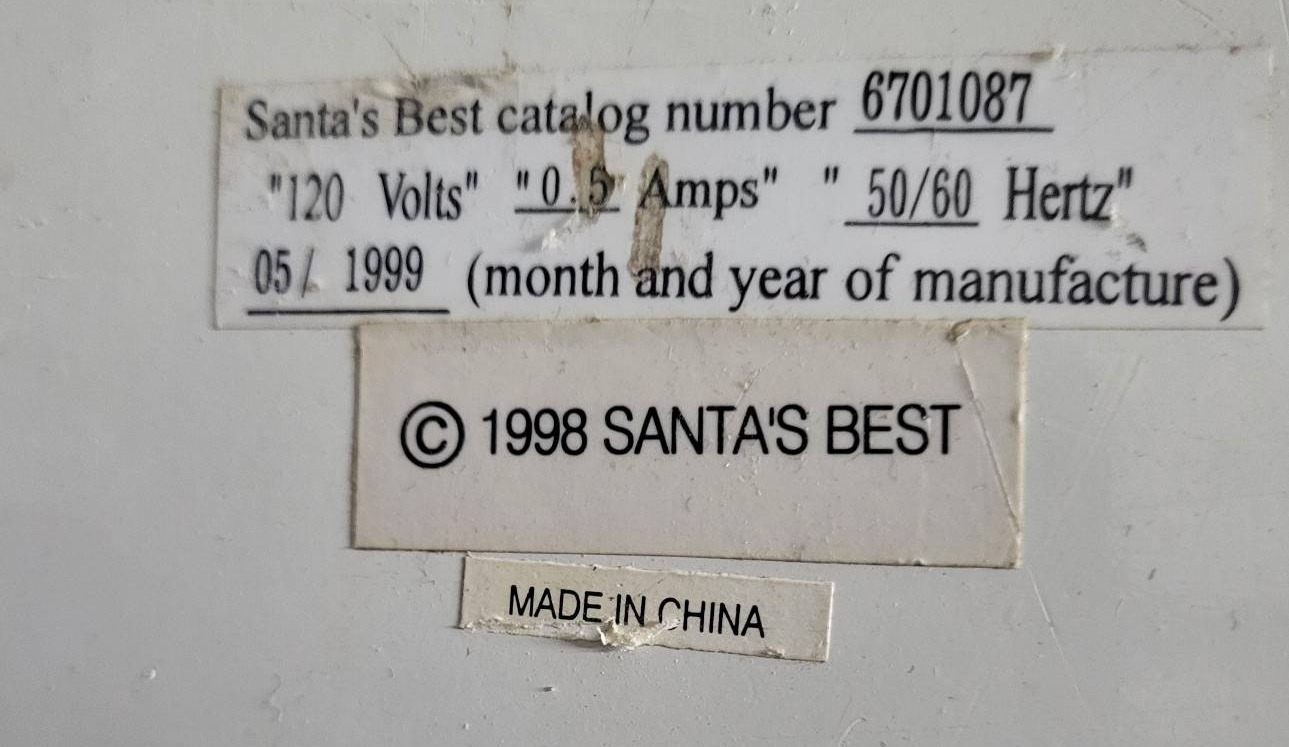 Santa's Best catalog number 6701087
"120 Volts" "0.5 Amps" "50/60 Hertz"
05/ 1999 (month and year of manufacture)
© 1998 SANTA'S BEST
MADE IN CHINA